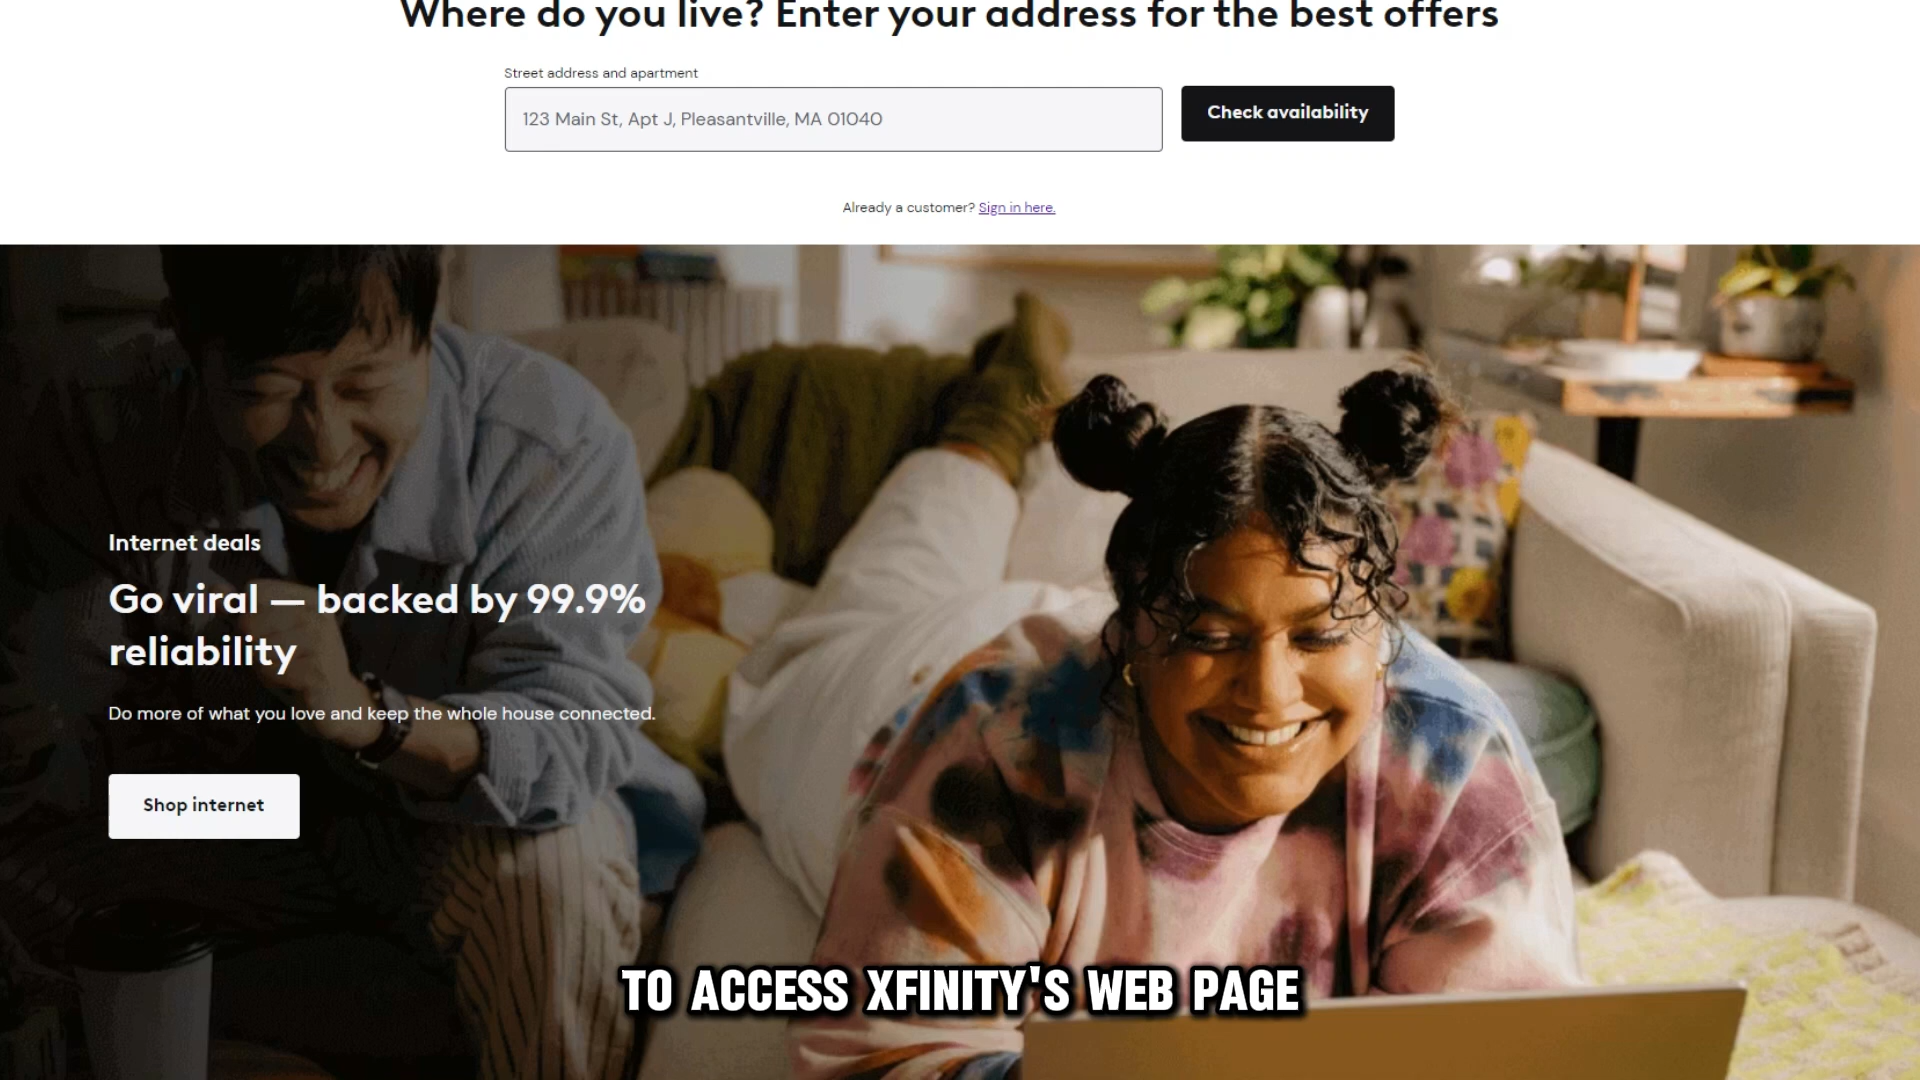 Where do you live? Enter your address for the best offers
Street address and apartment
123 Main St, Apt J, Pleasantville, MA 01040
Check availability
Already a customer? Sign in here.
Internet deals
Go viral — backed by 99.9%
reliability
Do more of what you love and keep the whole house connected.
Shop internet
TO ACCESS XFINITY'S WEB PAGE